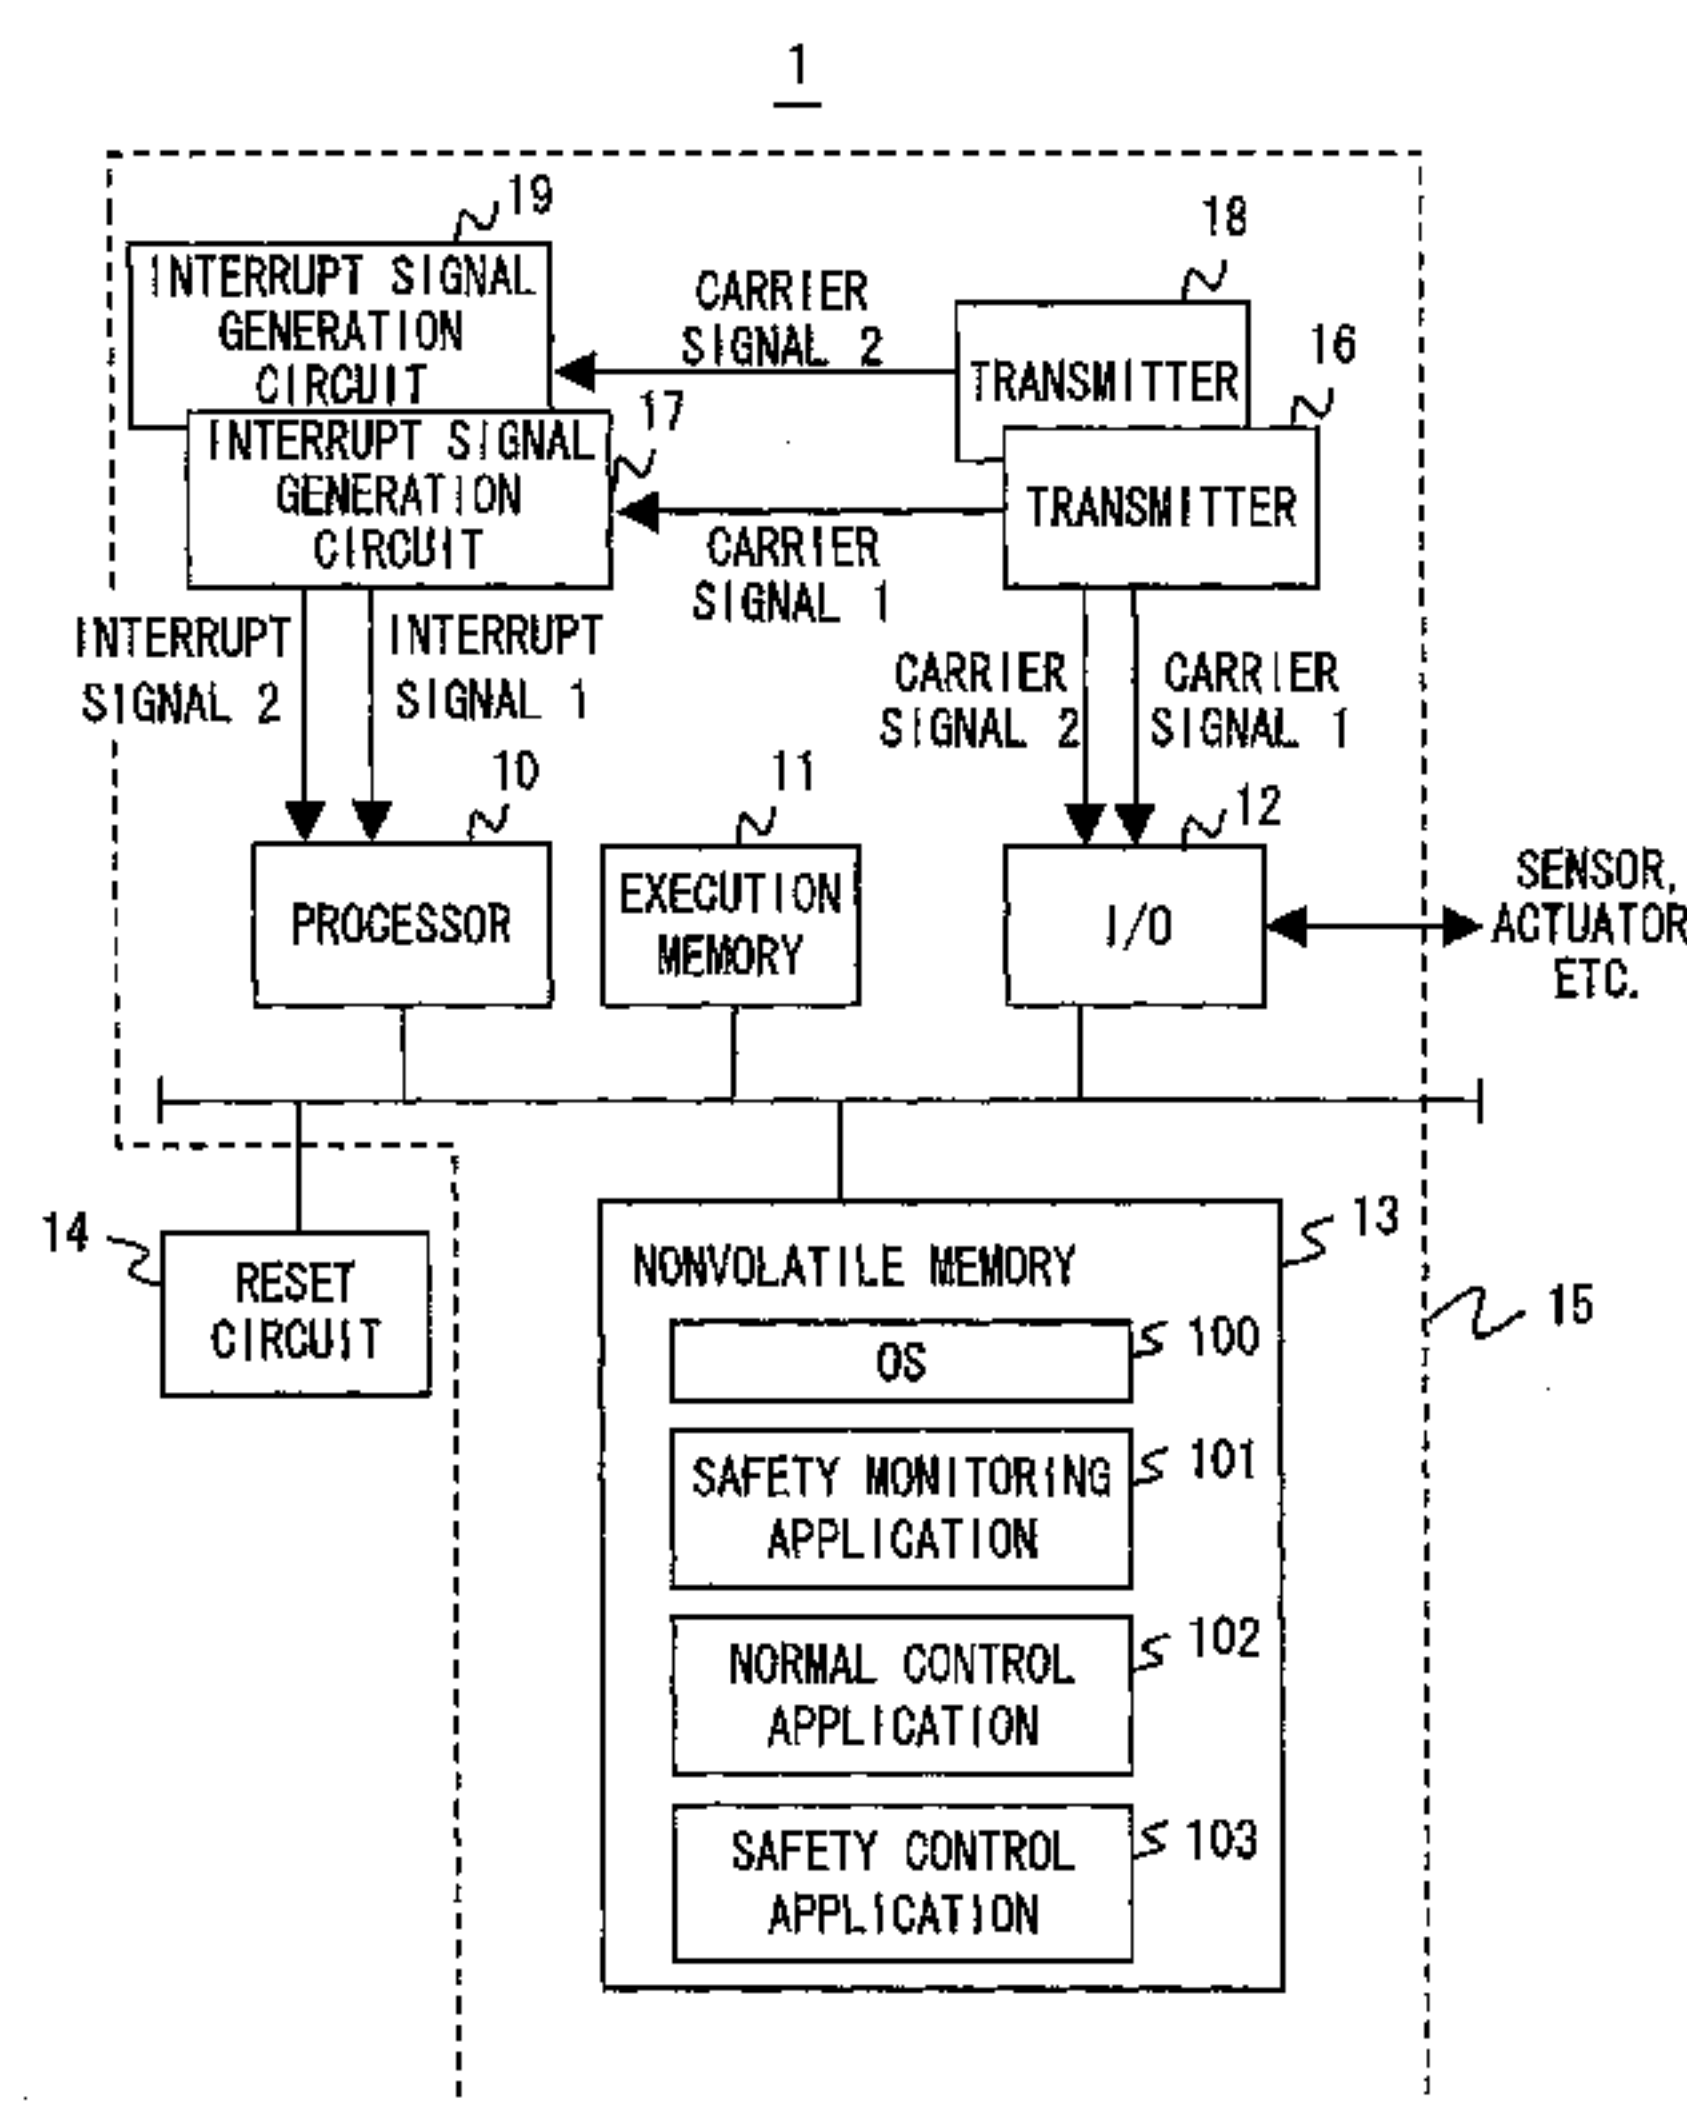 1
19
INTERRUPT SIGNAL
GENERATION
CIRCUIT
18
CARRIER
SIGNAL 2
TRANSMITTER
16
17
INTERRUPT SIGNAL
GENERATION
CIRCUIT
TRANSMITTER
CARRIER
SIGNAL 1
INTERRUPT
SIGNAL 2
INTERRUPT
SIGNAL 1
CARRIER
SIGNAL 2
CARRIER
SIGNAL 1
10
PROCESSOR
11
EXECUTION
MEMORY
12
I/O
SENSOR,
ACTUATOR
ETC.
14
RESET
CIRCUIT
13
NONVOLATILE MEMORY
15
OS
100
SAFETY MONITORING
APPLICATION
101
NORMAL CONTROL
APPLICATION
102
SAFETY CONTROL
APPLICATION
103